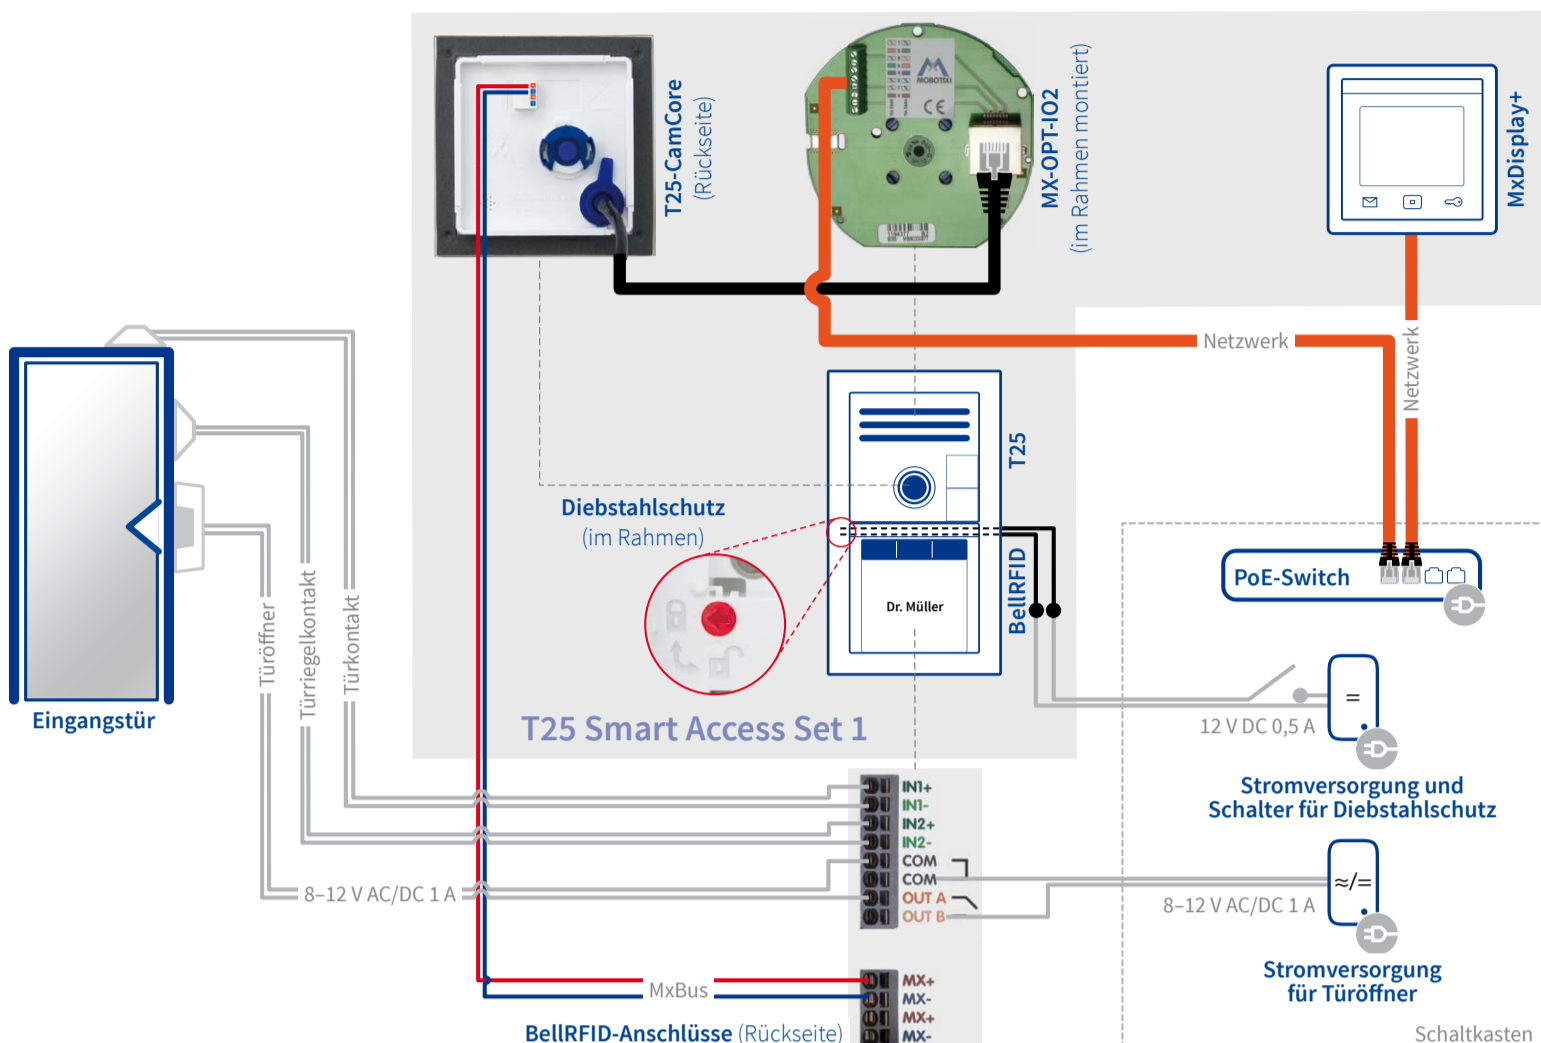 T25-CamCore
(Rückseite)
MOBOTIX
MX-OPT-IO2
(im Rahmen montiert)
MxDisplay+
Netzwerk
Netzwerk
T25
Diebstahlschutz
(im Rahmen)
BellRFID
Dr. Müller
PoE-Switch
Türöffner
Türriegelkontakt
Türkontakt
Eingangstür
T25 Smart Access Set 1
=
12 V DC 0,5 A
Stromversorgung und
Schalter für Diebstahlschutz
IN1+
IN1-
IN2+
IN2-
COM
COM
OUT A
OUT B
8–12 V AC/DC 1 A
≈/=
8–12 V AC/DC 1 A
Stromversorgung
für Türöffner
MxBus
MX+
MX-
MX+
MX-
BellRFID-Anschlüsse (Rückseite)
Schaltkasten